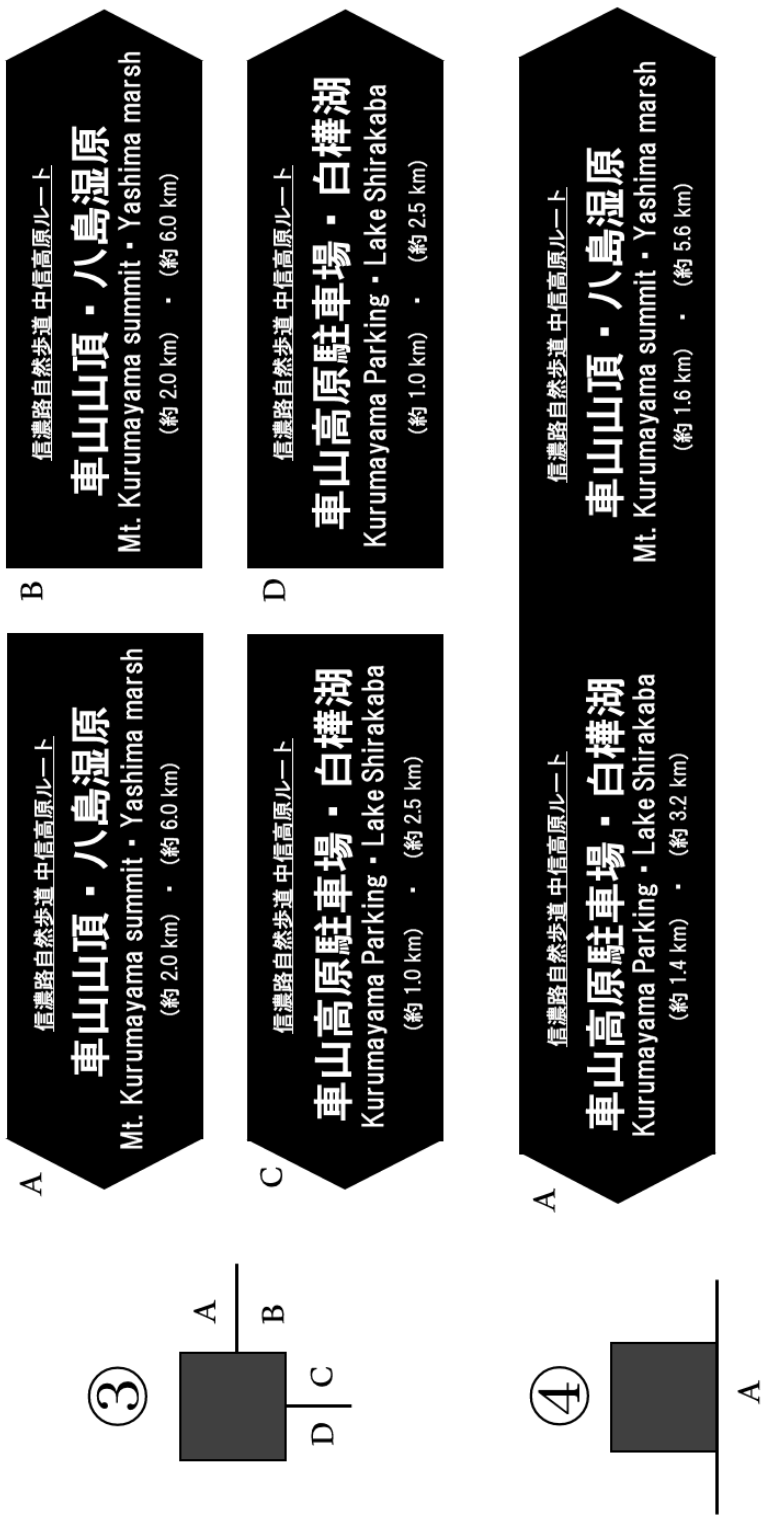 ③
A
B
D
C
A
信濃路自然歩道 中信高原ルート
車山山頂・八島湿原
Mt. Kurumayama summit・Yashima marsh
(約 2.0 km) ・ (約 6.0 km)
B
信濃路自然歩道 中信高原ルート
車山山頂・八島湿原
Mt. Kurumayama summit・Yashima marsh
(約 2.0 km) ・ (約 6.0 km)
C
信濃路自然歩道 中信高原ルート
車山高原駐車場・白樺湖
Kurumayama Parking・Lake Shirakaba
(約 1.0 km) ・ (約 2.5 km)
D
信濃路自然歩道 中信高原ルート
車山高原駐車場・白樺湖
Kurumayama Parking・Lake Shirakaba
(約 1.0 km) ・ (約 2.5 km)
④
A
A
信濃路自然歩道 中信高原ルート
車山高原駐車場・白樺湖
Kurumayama Parking・Lake Shirakaba
(約 1.4 km) ・ (約 3.2 km)
信濃路自然歩道 中信高原ルート
車山山頂・八島湿原
Mt. Kurumayama summit・Yashima marsh
(約 1.6 km) ・ (約 5.6 km)